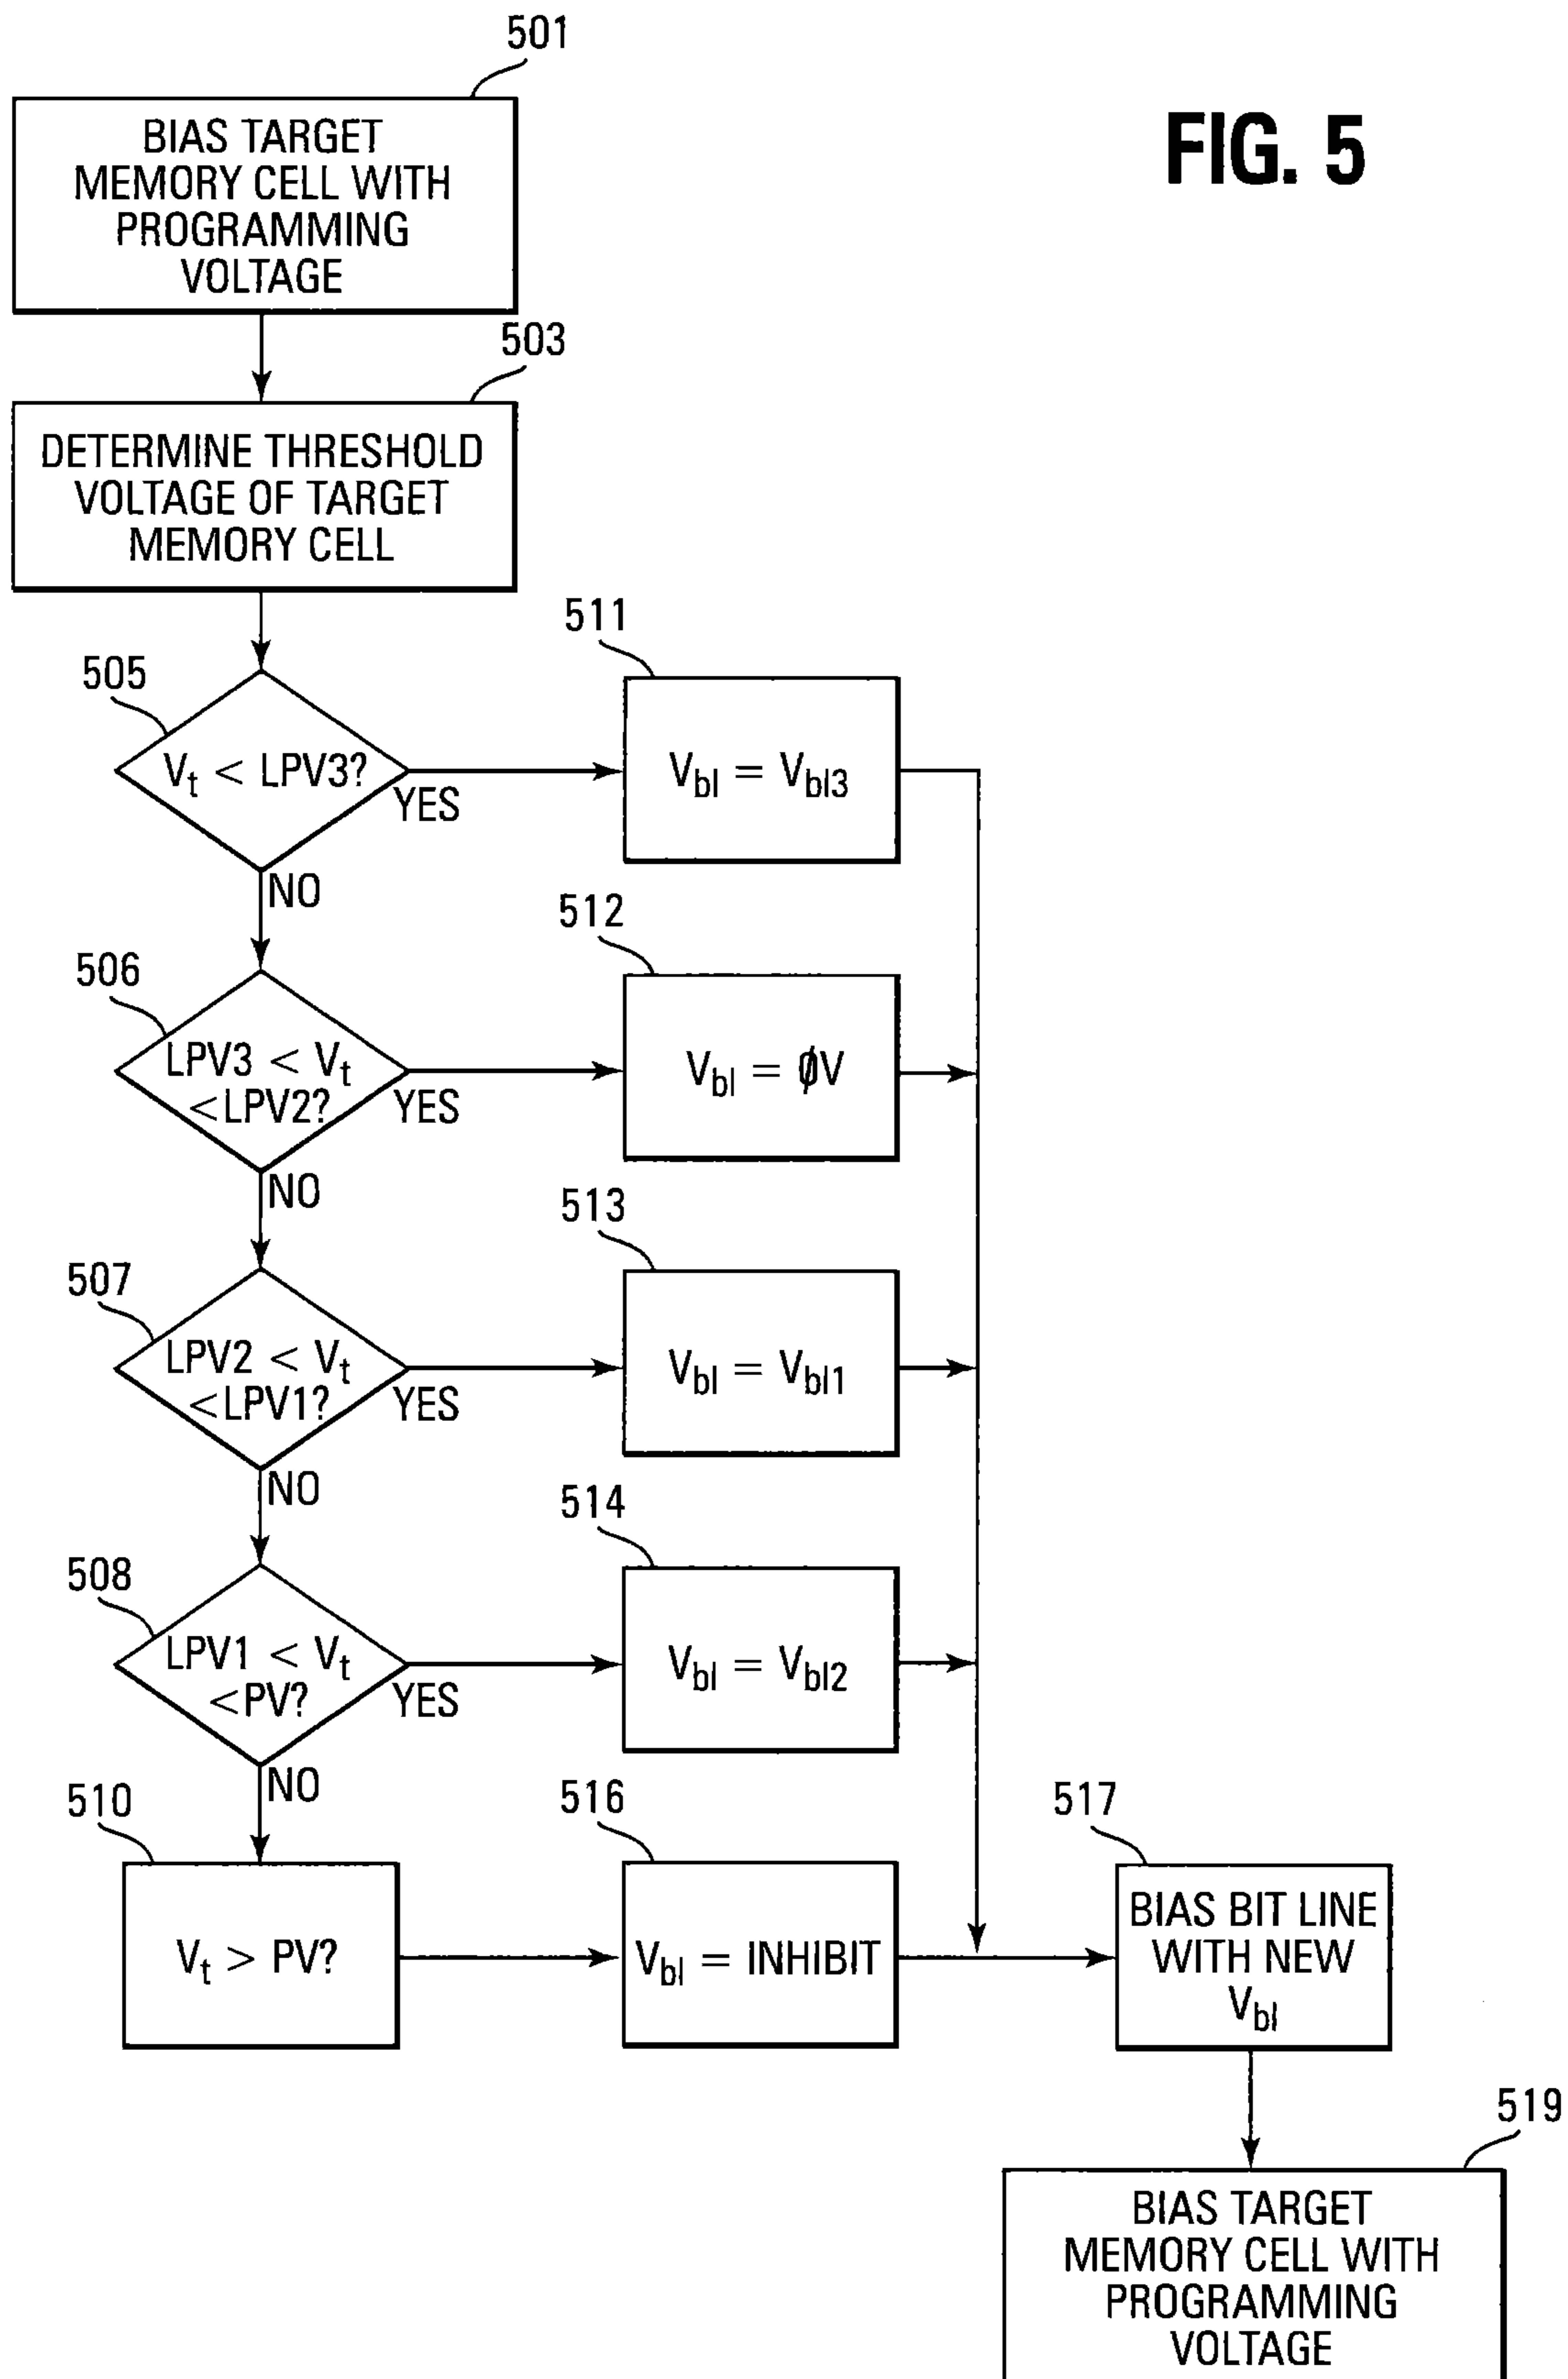 FIG. 5
501
BIAS TARGET
MEMORY CELL WITH
PROGRAMMING
VOLTAGE
503
DETERMINE THRESHOLD
VOLTAGE OF TARGET
MEMORY CELL
505
Vt < LPV3?
YES
NO
511
Vbl = Vbl3
506
LPV3 < Vt
<LPV2?
YES
NO
512
Vbl = 0V
507
LPV2 < Vt
<LPV1?
YES
NO
513
Vbl = Vbl1
508
LPV1 < Vt
<PV?
YES
NO
514
Vbl = Vbl2
510
Vt > PV?
516
Vbl = INHIBIT
517
BIAS BIT LINE
WITH NEW
Vbl
519
BIAS TARGET
MEMORY CELL WITH
PROGRAMMING
VOLTAGE